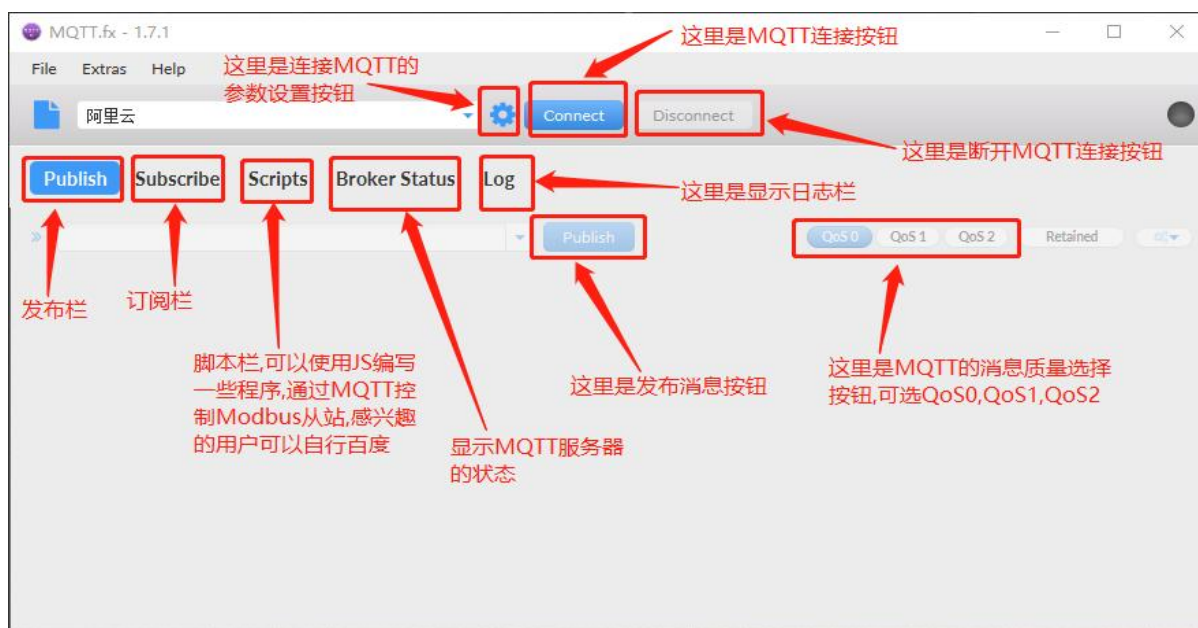 MQTT.fx - 1.7.1
这里是MQTT连接按钮
File Extras Help
这里是连接MQTT的
参数设置按钮
阿里云
Connect
Disconnect
这里是断开MQTT连接按钮
Publish
Subscribe
Scripts
Broker Status
Log
这里是显示日志栏
Publish
QoS 0
QoS 1
QoS 2
Retained
发布栏
订阅栏
脚本栏,可以使用JS编写
一些程序,通过MQTT控
制Modbus从站,感兴趣
的用户可以自行百度
显示MQTT服务器
的状态
这里是发布消息按钮
这里是MQTT的消息质量选择
按钮,可选QoS0,QoS1,QoS2